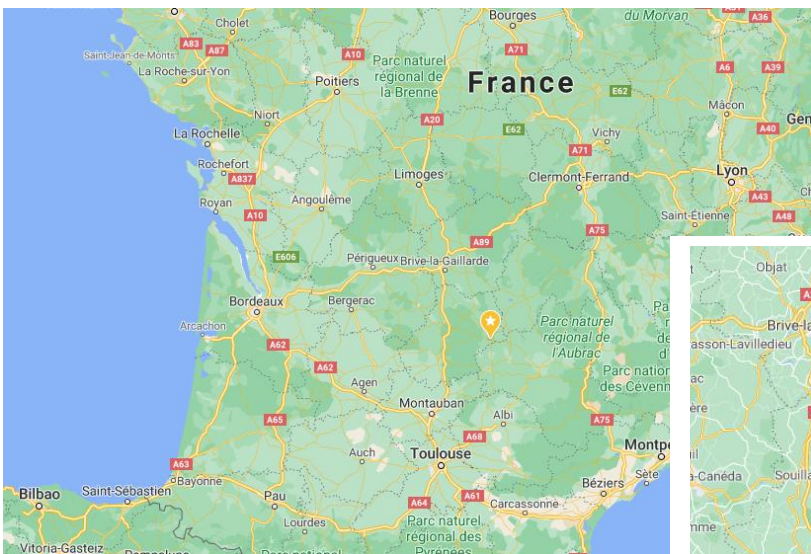 Cholet
Bourges
du Morvan
A36
A83
A87
A10
A71
A6
A39
Saint-Jean-de-Monts
La Roche-sur-Yon
Parc naturel
régional de
la Brenne
Poitiers
France
E62
Mâcon
Niort
A20
E62
Gen
A40
La Rochelle
Vichy
A71
Rochefort
A837
Limoges
Clermont-Ferrand
Lyon
A43
Royan
A10
Angoulême
Saint-Étienne
A48
A89
A75
E606
Périgueux
Brive-la-Gaillarde
Objat
Bordeaux
Bergerac
Arcachon
Parc naturel
régional de
l'Aubrac
Brive-la
asson-Lavilledieu
A62
A62
Parc nation
des Cévenn
ac
Agen
ère
A65
Montauban
Albi
A75
A68
Auch
Toulouse
Montpe
A63
Sète
-Canéda
Souilla
Bilbao
Saint-Sébastien
Bayonne
Pau
A64
A61
Béziers
Carcassonne
Lourdes
Parc naturel
régional des
Pyrénées
Vitoria-Gasteiz